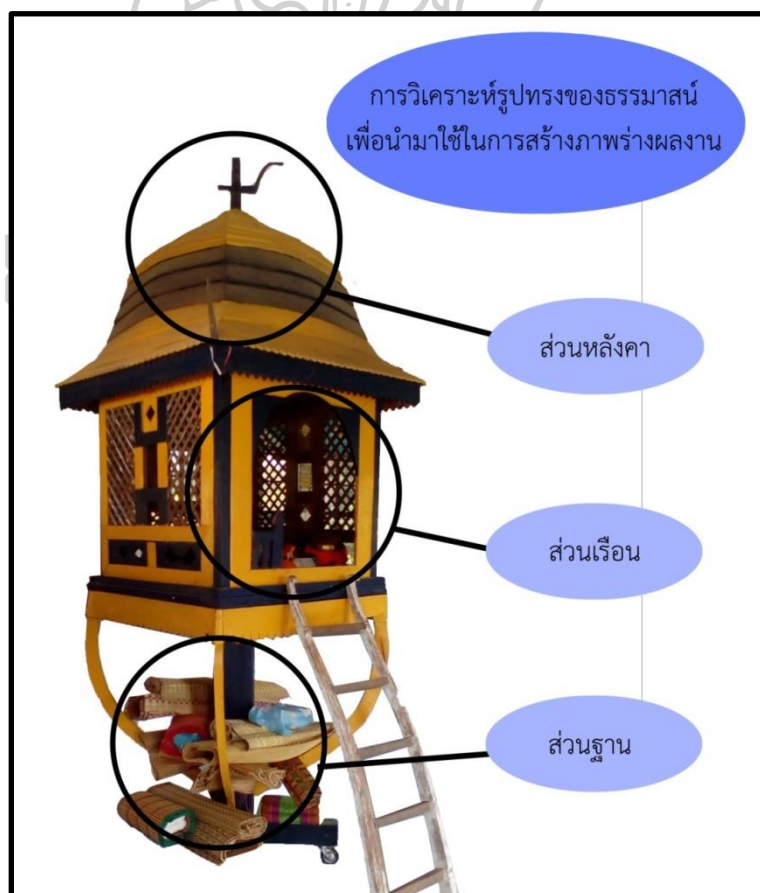 การวิเคราะห์รูปทรงของธรรมาสน์
เพื่อนำมาใช้ในการสร้างภาพร่างผลงาน
ส่วนหลังคา
ส่วนเรือน
ส่วนฐาน